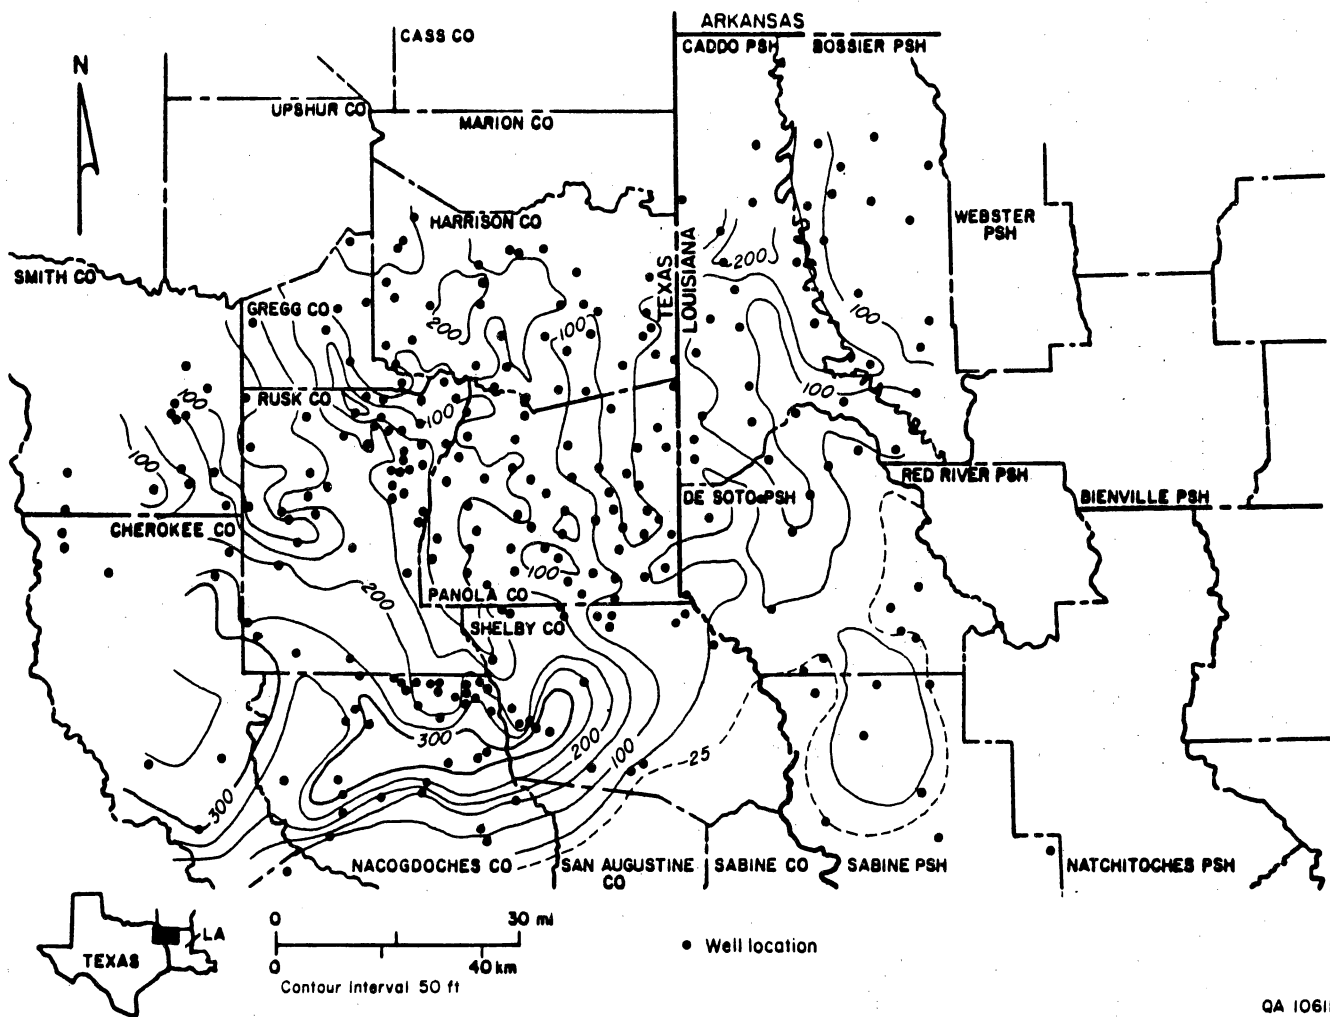 ARKANSAS
CASS CO
CADDO PSH
BOSSIER PSH
N
UPSHUR CO
MARION CO
HARRISON CO
WEBSTER
PSH
TEXAS
LOUISIANA
SMITH CO
200
GREGG CO
200
100
100
RUSK CO
100
100
100
100
RED RIVER PSH
DE SOTO PSH
BIENVILLE PSH
CHEROKEE CO
100
200
PANOLA CO
SHELBY CO
300
200
100
25
300
NACOGDOCHES CO
SAN AUGUSTINE
CO
SABINE CO
SABINE PSH
NATCHITOCHES PSH
0
30 mi
0
40 km
Contour Interval 50 ft
TEXAS
LA
Well location
QA 1061